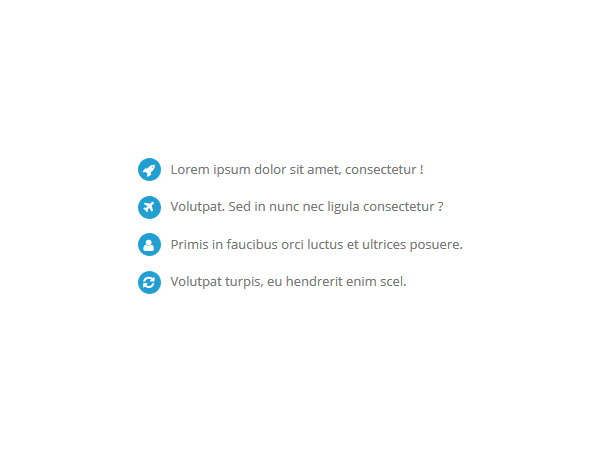 Lorem ipsum dolor sit amet, consectetur !
Volutpat. Sed in nunc nec ligula consectetur ?
Primis in faucibus orci luctus et ultrices posuere.
Volutpat turpis, eu hendrerit enim scel.